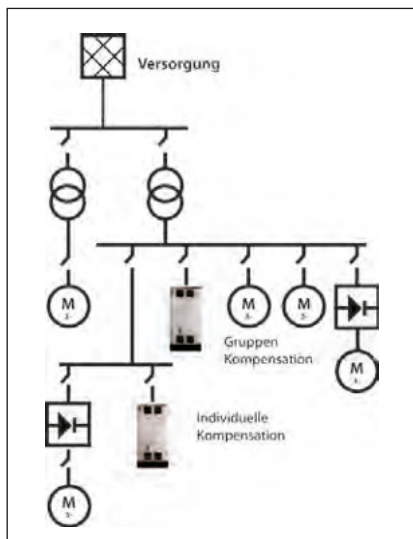 Versorgung
M
M
M
Gruppen
Kompensation
M
Individuelle
Kompensation
M